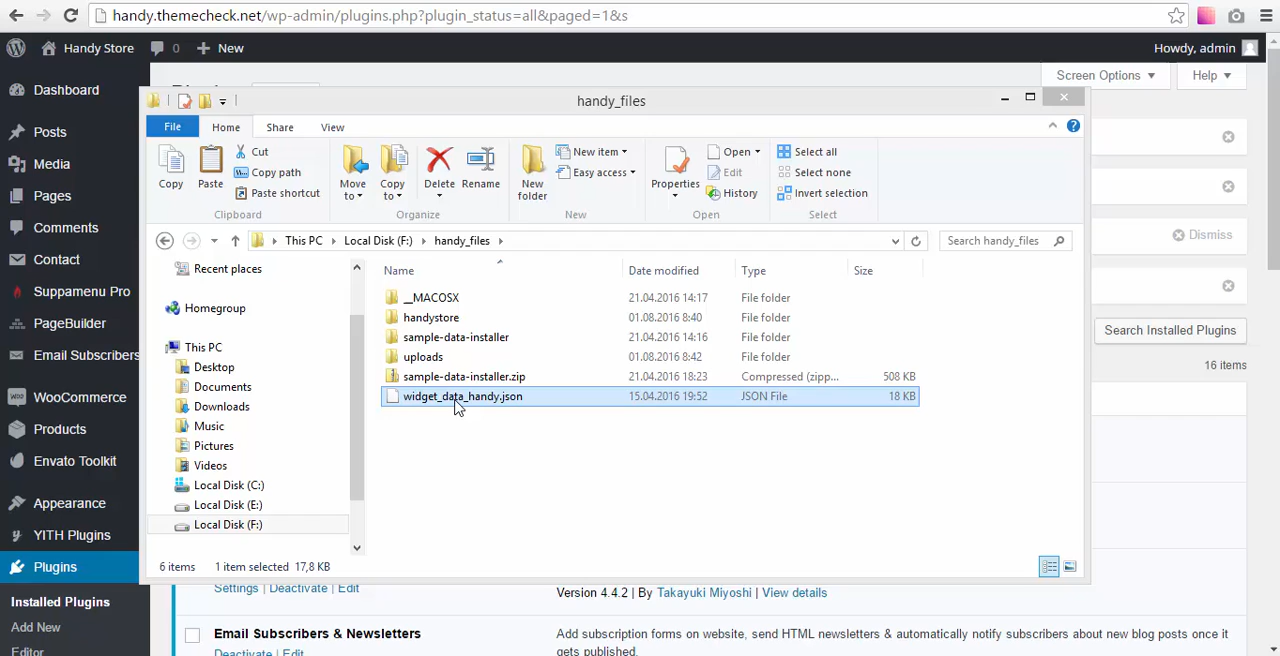 handy.themecheck.net/wp-admin/plugins.php?plugin_status=all&paged=1&s
Handy Store
0
New
Howdy, admin
Screen Options
Help
Dashboard
Posts
Media
Pages
Comments
Contact
Suppamenu Pro
PageBuilder
Email Subscribers
WooCommerce
Products
Envato Toolkit
Appearance
YITH Plugins
Plugins
Installed Plugins
Add New
Editor
handy_files
File
Home
Share
View
Copy
Paste
Cut
Copy path
Paste shortcut
Clipboard
Move to
Copy to
Delete
Rename
Organize
New folder
New item
Easy access
New
Properties
Open
Edit
History
Open
Select all
Select none
Invert selection
Select
This PC
Local Disk (F:)
handy_files
Search handy_files
Recent places
Homegroup
This PC
Desktop
Documents
Downloads
Music
Pictures
Videos
Local Disk (C:)
Local Disk (E:)
Local Disk (F:)
Name Date modified Type Size
__MACOSX 21.04.2016 14:17 File folder
handystore 01.08.2016 8:40 File folder
sample-data-installer 21.04.2016 14:16 File folder
uploads 01.08.2016 8:42 File folder
sample-data-installer.zip 21.04.2016 18:23 Compressed (zipp... 508 KB
widget_data_handy.json 15.04.2016 19:52 JSON File 18 KB
6 items 1 item selected 17,8 KB
Dismiss
Search Installed Plugins
16 items
Settings | Deactivate | Edit
Version 4.4.2 | By Takayuki Miyoshi | View details
Email Subscribers & Newsletters
Deactivate | Edit
Add subscription forms on website, send HTML newsletters & automatically notify subscribers about new blog posts once it
gets published.